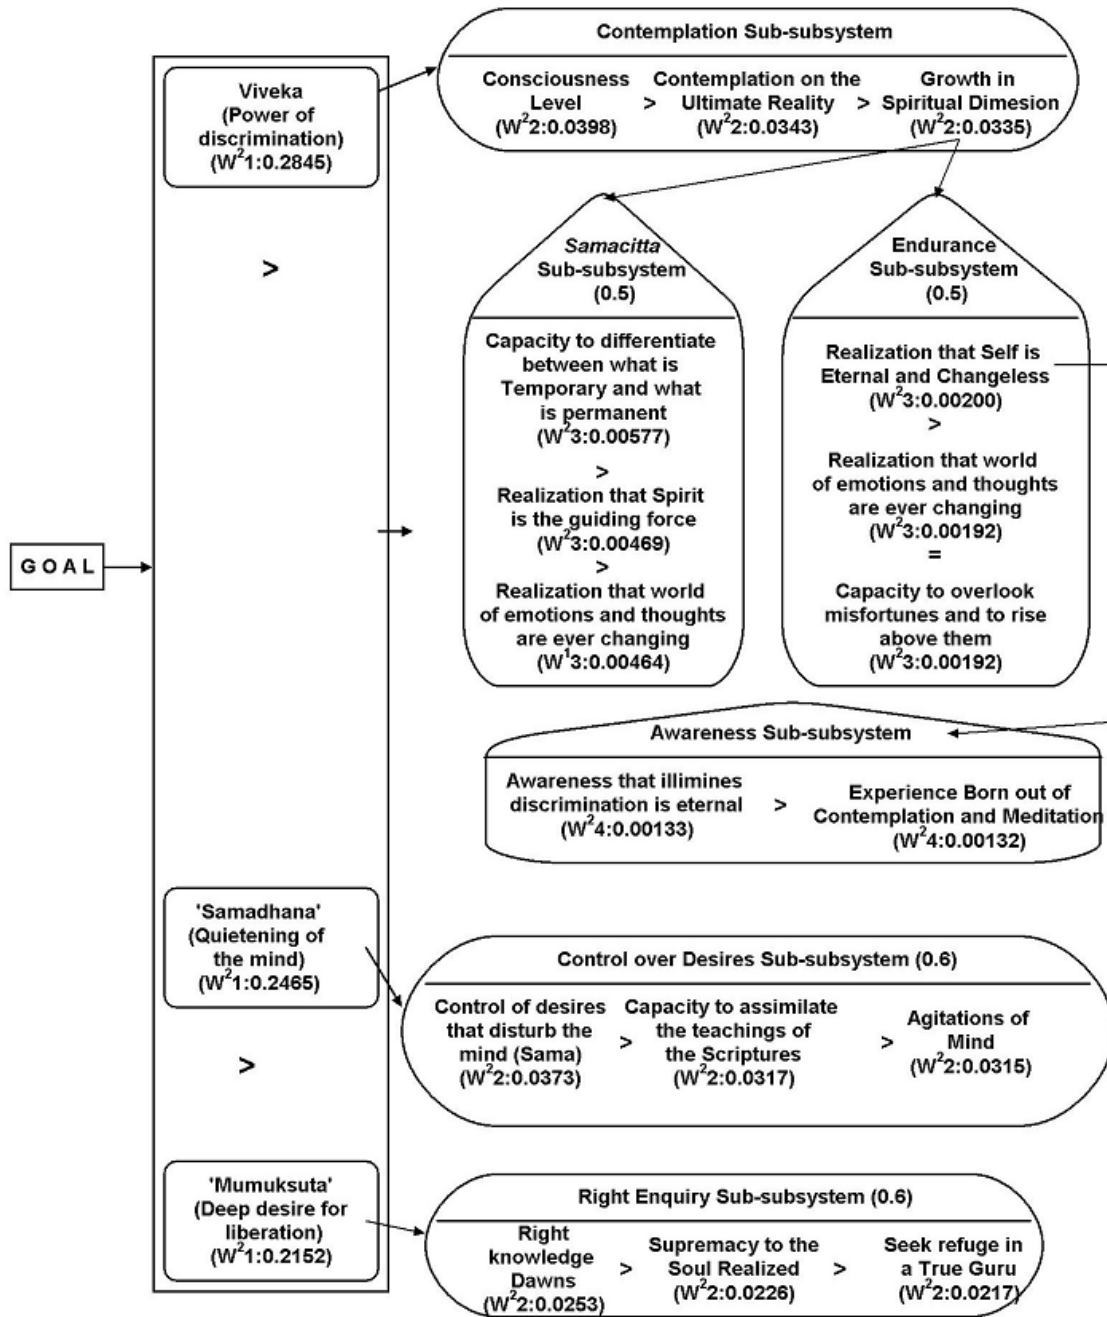 Contemplation Sub-subsystem
Consciousness
Level
(W²2:0.0398)
>
Contemplation on the
Ultimate Reality
(W²2:0.0343)
>
Growth in
Spiritual Dimesion
(W²2:0.0335)
Viveka
(Power of
discrimination)
(W²1:0.2845)
>
Samacitta
Sub-subsystem
(0.5)
Capacity to differentiate
between what is
Temporary and what
is permanent
(W²3:0.00577)
>
Realization that Spirit
is the guiding force
(W²3:0.00469)
>
Realization that world
of emotions and thoughts
are ever changing
(W¹3:0.00464)
Endurance
Sub-subsystem
(0.5)
Realization that Self is
Eternal and Changeless
(W²3:0.00200)
>
Realization that world
of emotions and thoughts
are ever changing
(W²3:0.00192)
=
Capacity to overlook
misfortunes and to rise
above them
(W²3:0.00192)
G O A L
Awareness Sub-subsystem
Awareness that illimines
discrimination is eternal
(W²4:0.00133)
>
Experience Born out of
Contemplation and Meditation
(W²4:0.00132)
'Samadhana'
(Quietening of
the mind)
(W²1:0.2465)
>
Control over Desires Sub-subsystem (0.6)
Control of desires
that disturb the
mind (Sama)
(W²2:0.0373)
>
Capacity to assimilate
the teachings of
the Scriptures
(W²2:0.0317)
>
Agitations of
Mind
(W²2:0.0315)
'Mumuksuta'
(Deep desire for
liberation)
(W²1:0.2152)
Right Enquiry Sub-subsystem (0.6)
Right
knowledge
Dawns
(W²2:0.0253)
>
Supremacy to the
Soul Realized
(W²2:0.0226)
>
Seek refuge in
a True Guru
(W²2:0.0217)